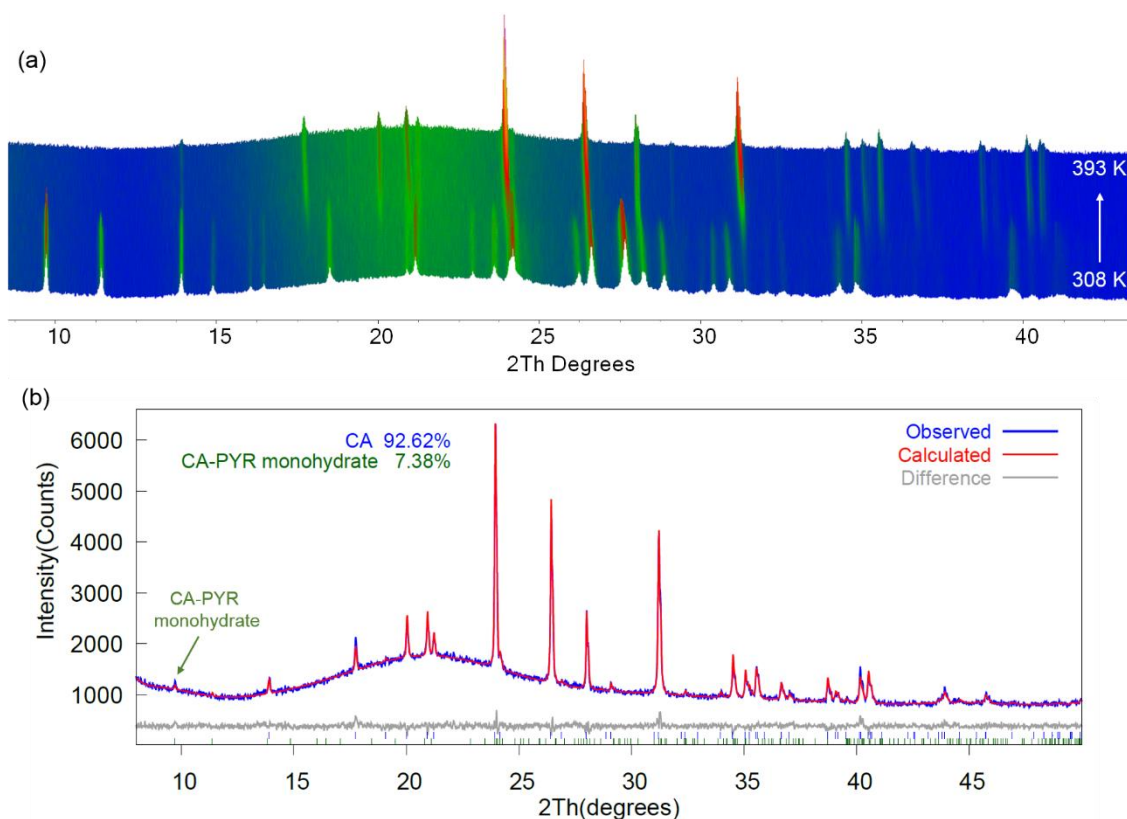 (a)
393 K
308 K
10 15 20 25 30 35 40
2Th Degrees
(b)
CA 92.62%
CA-PYR monohydrate 7.38%
Observed
Calculated
Difference
CA-PYR
monohydrate
Intensity(Counts)
6000
5000
4000
3000
2000
1000
10 15 20 25 30 35 40 45
2Th(degrees)